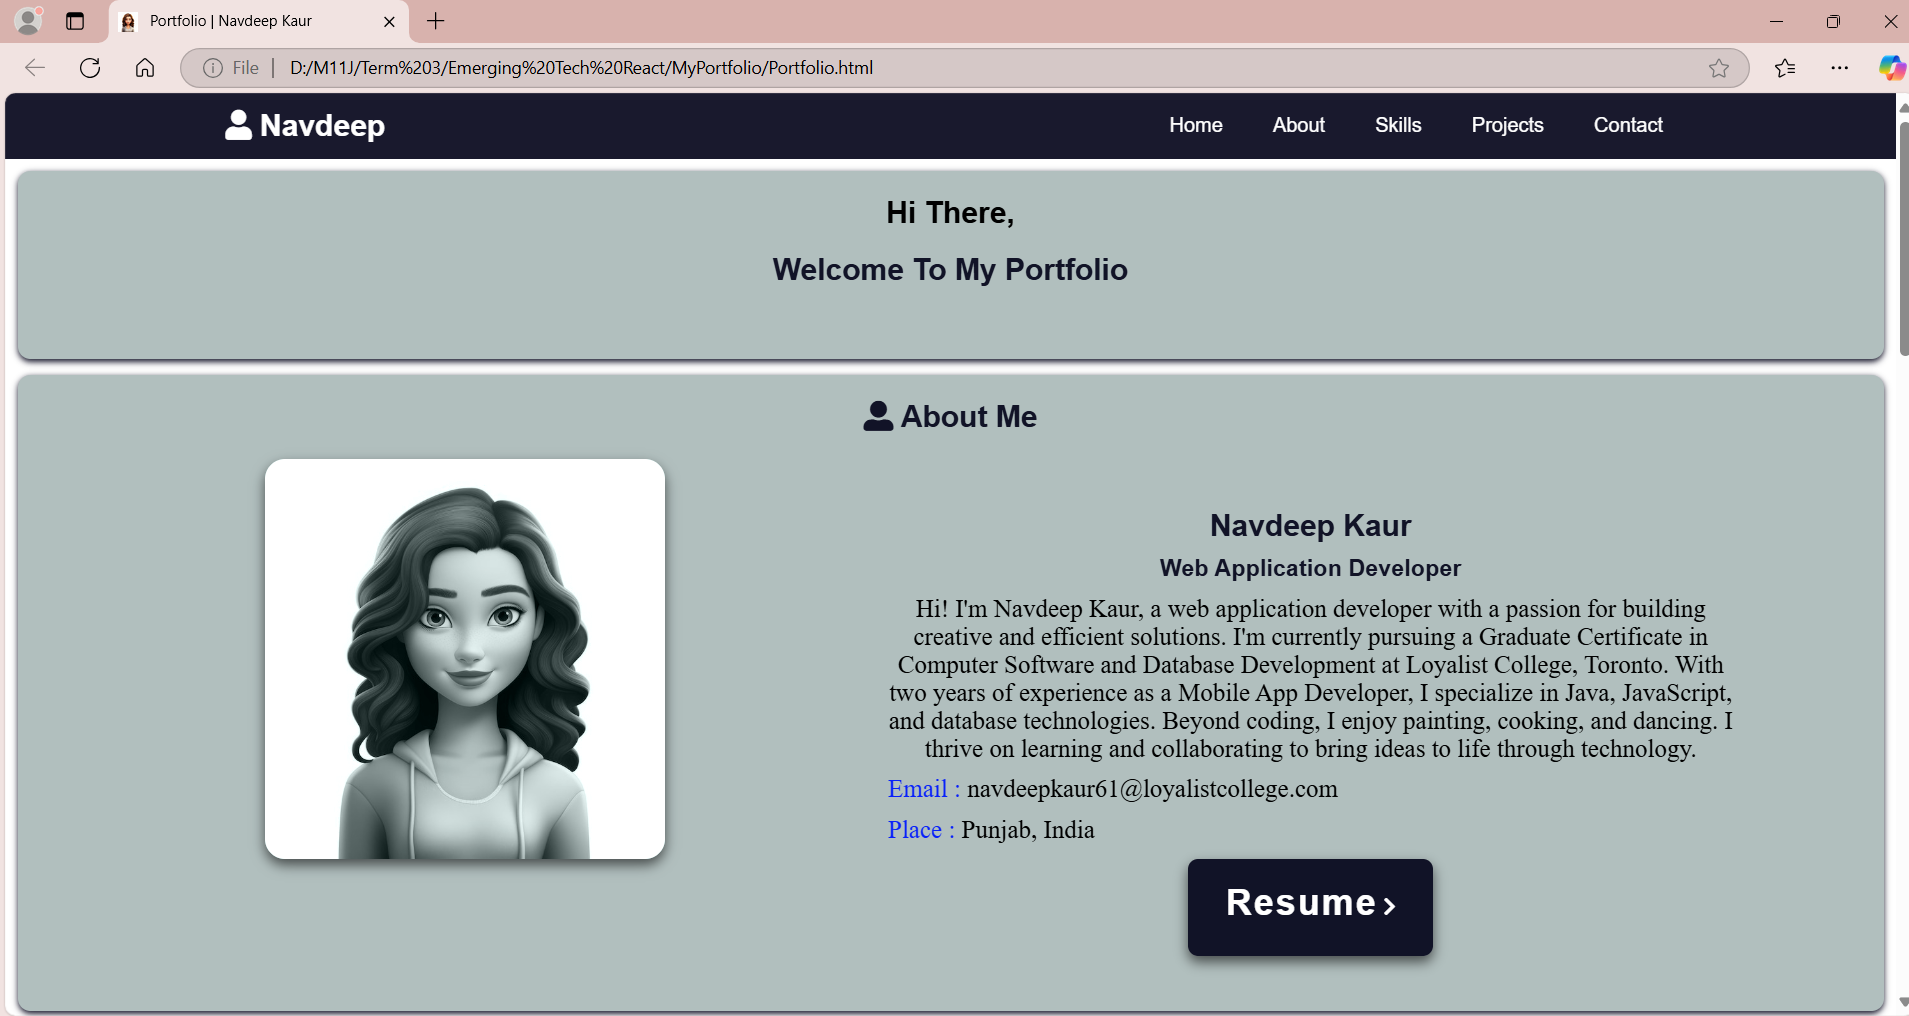 Portfolio | Navdeep Kaur
File | D:/M11J/Term%203/Emerging%20Tech%20React/MyPortfolio/Portfolio.html
Navdeep Home About Skills Projects Contact
Hi There,
Welcome To My Portfolio
About Me
Navdeep Kaur
Web Application Developer
Hi! I'm Navdeep Kaur, a web application developer with a passion for building
creative and efficient solutions. I'm currently pursuing a Graduate Certificate in
Computer Software and Database Development at Loyalist College, Toronto. With
two years of experience as a Mobile App Developer, I specialize in Java, JavaScript,
and database technologies. Beyond coding, I enjoy painting, cooking, and dancing. I
thrive on learning and collaborating to bring ideas to life through technology.
Email : navdeepkaur61@loyalistcollege.com
Place : Punjab, India
Resume